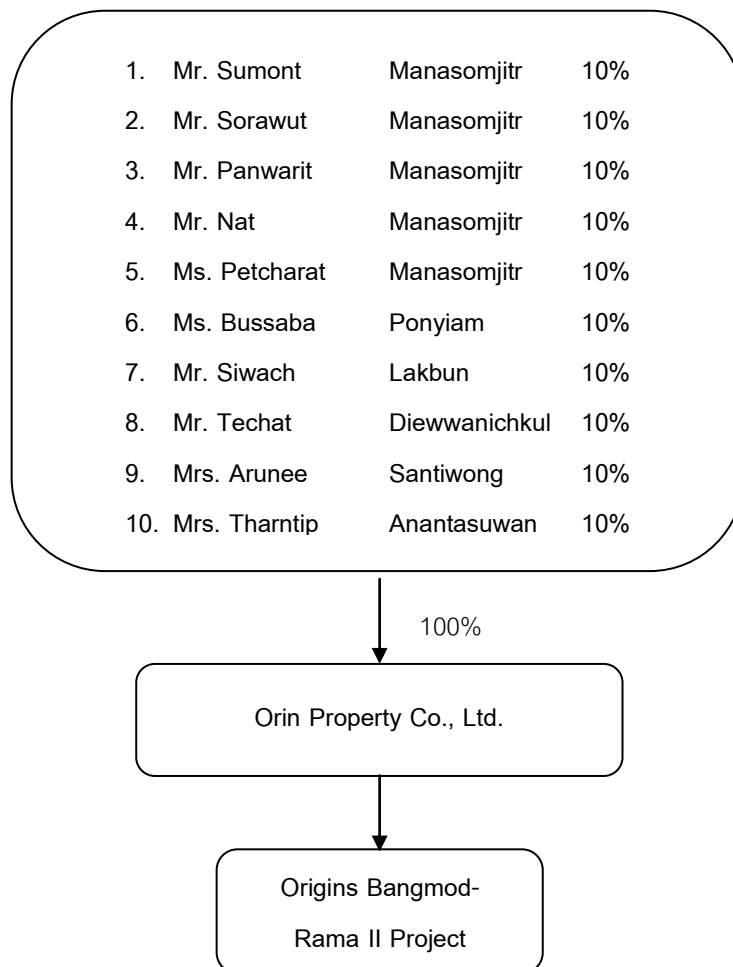 1. Mr. Sumont Manasomjitr 10%
2. Mr. Sorawut Manasomjitr 10%
3. Mr. Panwarit Manasomjitr 10%
4. Mr. Nat Manasomjitr 10%
5. Ms. Petcharat Manasomjitr 10%
6. Ms. Bussaba Ponyiam 10%
7. Mr. Siwach Lakbun 10%
8. Mr. Techat Diewwanichkul 10%
9. Mrs. Arunee Santiwong 10%
10. Mrs. Tharntip Anantasuwan 10%
100%
Orin Property Co., Ltd.
Origins Bangmod-
Rama II Project